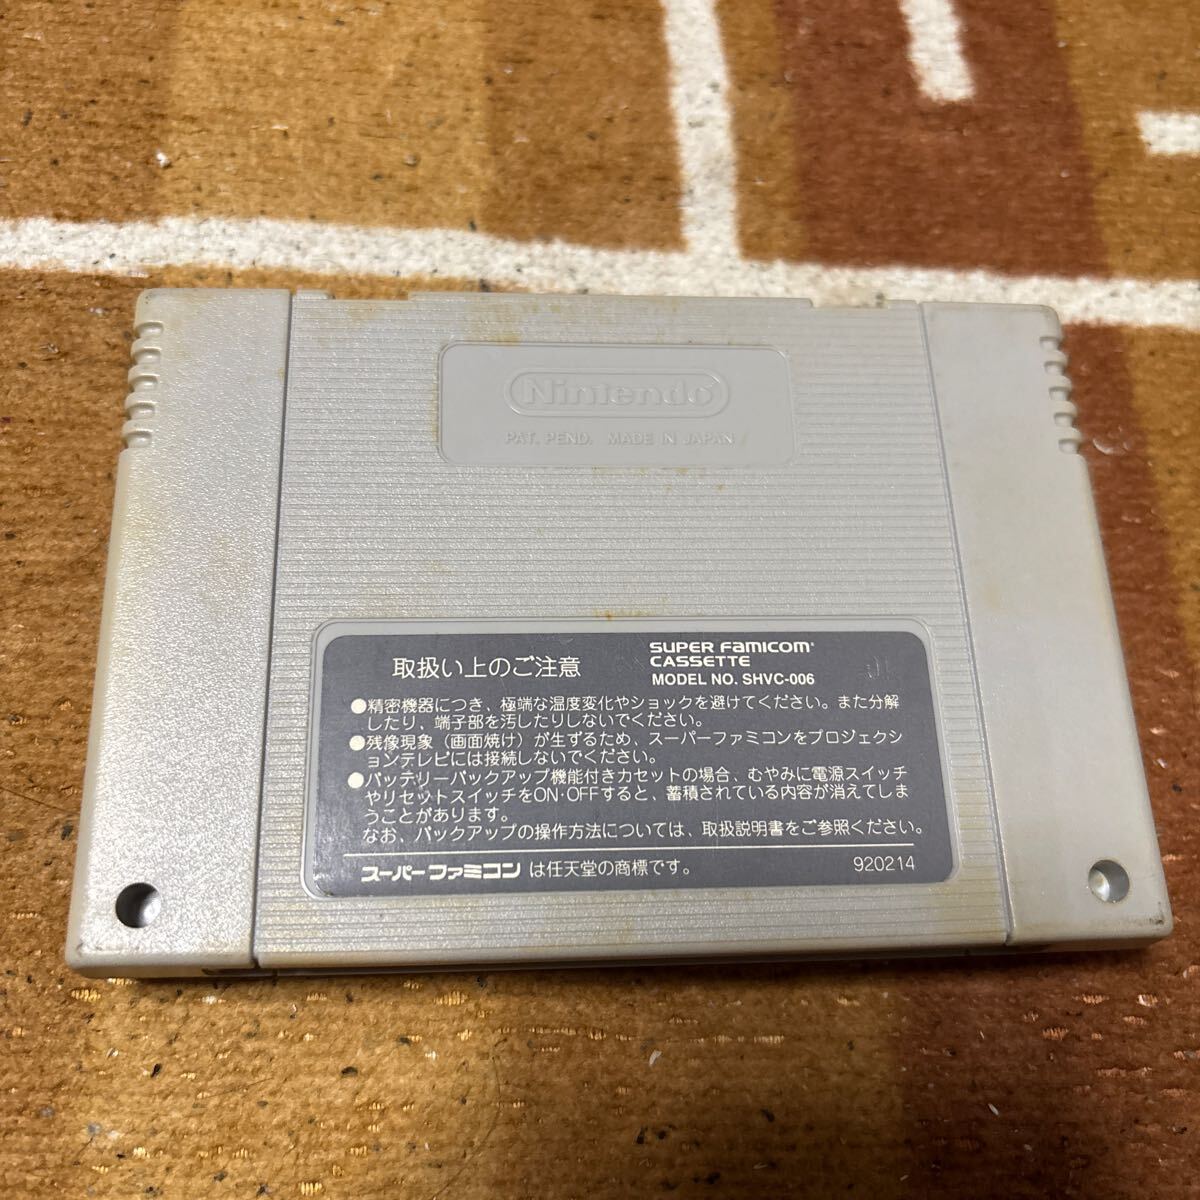 Nintendo
PAT. PEND. MADE IN JAPAN
取扱い上のご注意
SUPER FAMICOM
CASSETTE
MODEL NO. SHVC-006
●精密機器につき、極端な温度変化やショックを避けてください。また分解
したり、端子部を汚したりしないでください。
●残像現象（画面焼け）が生ずるため、スーパーファミコンをプロジェクシ
ョンテレビには接続しないでください。
●バッテリーバックアップ機能付きカセットの場合、むやみに電源スイッチ
やリセットスイッチをON·OFFすると、蓄積されている内容が消えてしま
うことがあります。
なお、バックアップの操作方法については、取扱説明書をご参照ください。
スーパーファミコン は任天堂の商標です。
920214